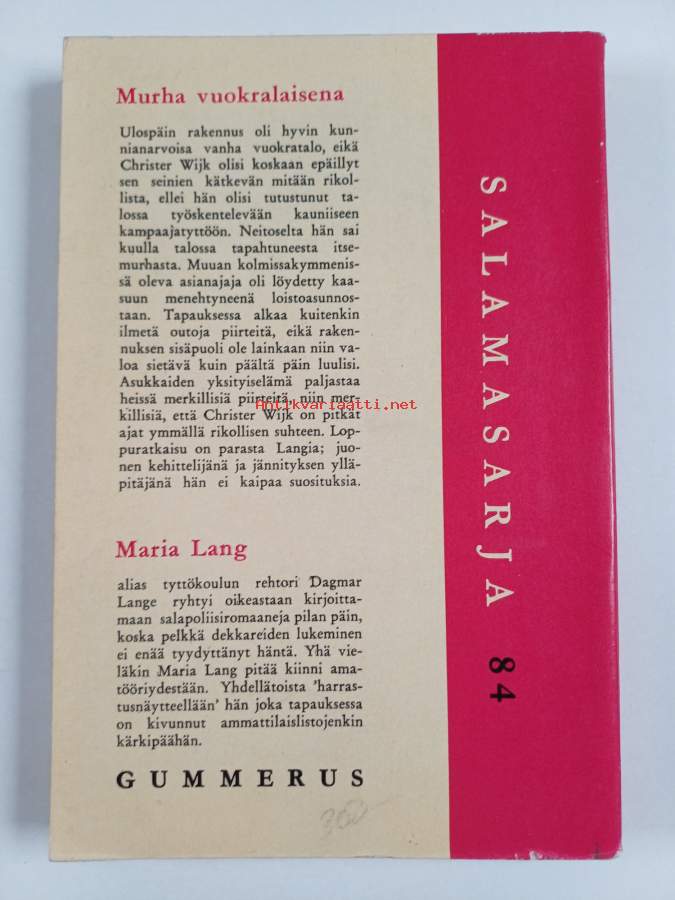 Murha vuokralaisena
Ulospäin rakennus oli hyvin kun-
nianarvoisa vanha vuokratalo, eikä
Christer Wijk olisi koskaan epäillyt
sen seinien kätkevän mitään rikol-
lista, ellei hän olisi tutustunut ta-
lossa työskentelevään kauniiseen
kampaajatyttöön. Neitoselta hän sai
kuulla talossa tapahtuneesta itse-
murhasta. Muuan kolmissakymmenis-
sä oleva asianajaja oli löydetty kaa-
suun menehtyneenä loistoasunnos-
taan. Tapauksessa alkaa kuitenkin
ilmetä outoja piirteitä, eikä raken-
nuksen sisäpuoli ole lainkaan niin va-
loa sietävä kuin päältä päin luulisi.
Asukkaiden yksityiselämä paljastaa
heissä merkillisiä piirteitä, niin mer-
killisiä, että Christer Wijk on pitkät
ajat ymmällä rikollisen suhteen. Lop-
puratkaisu on parasta Langia; juo-
nen kehittelijänä ja jännityksen yllä-
pitäjänä hän ei kaipaa suosituksia.
Antikvariaatti.net
Maria Lang
alias tyttökoulun rehtori Dagmar
Lange ryhtyi oikeastaan kirjoitta-
maan salapoliisiromaaneja pilan päin,
koska pelkkä dekkareiden lukeminen
ei enää tyydyttänyt häntä. Yhä vie-
läkin Maria Lang pitää kiinni ama-
tööriydestään. Yhdellätoista 'harras-
tusnäytteellään' hän joka tapauksessa
on kivunnut ammattilaislistojenkin
kärkipäähän.
GUMMERUS
SALAMASARJA 84